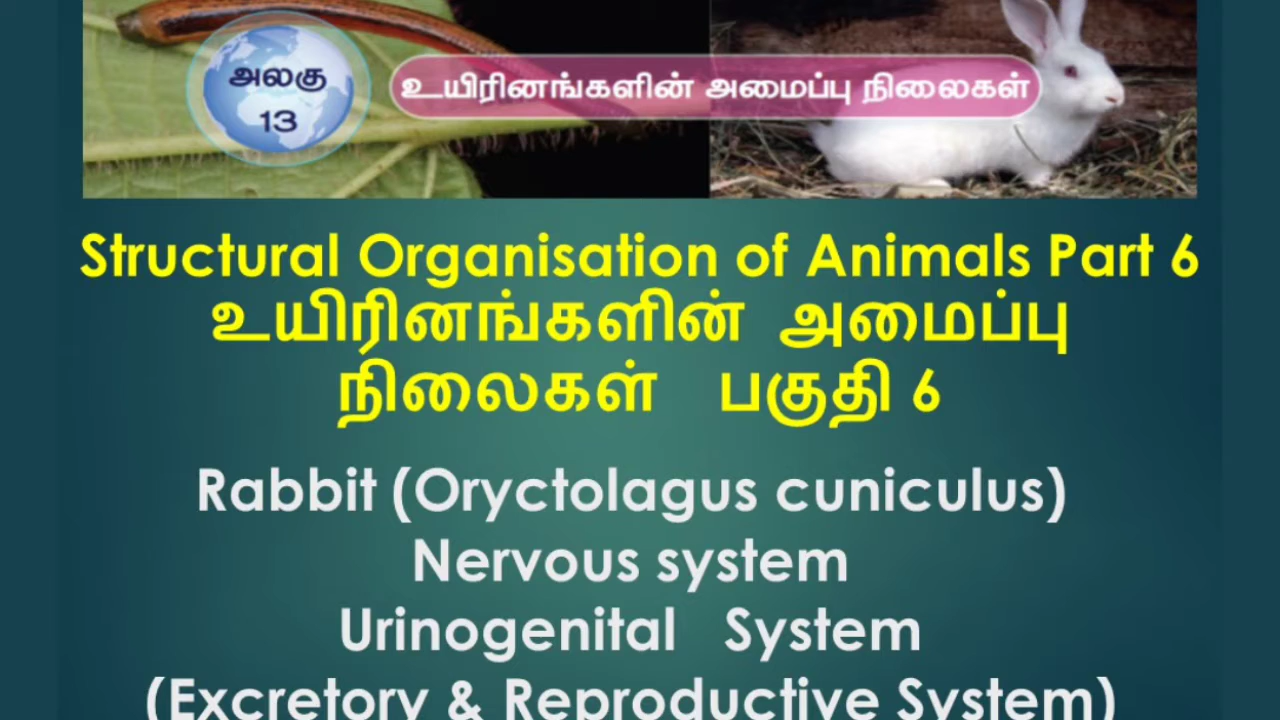 அலகு
13
உயிரினங்களின் அமைப்பு நிலைகள்
Structural Organisation of Animals Part 6
உயிரினங்களின் அமைப்பு
நிலைகள் பகுதி 6
Rabbit (Oryctolagus cuniculus)
Nervous system
Urinogenital System
(Excretory & Reproductive System)